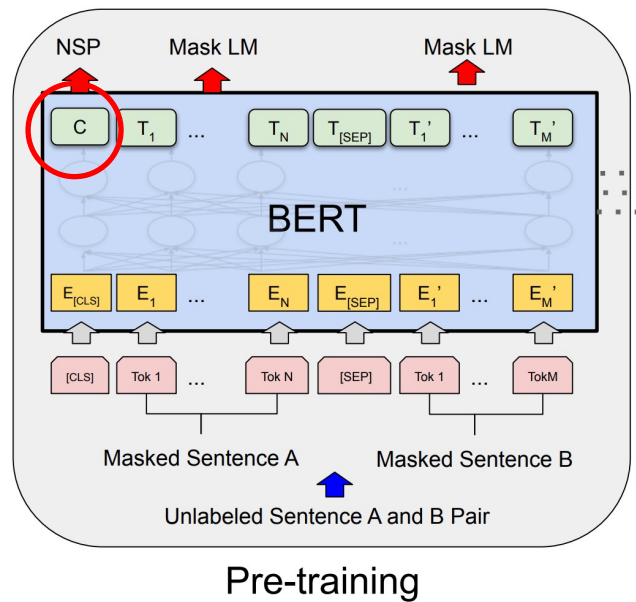 NSP Mask LM Mask LM
C T1 ... TN T[SEP] T1' ... TM'
...
BERT
...
E[CLS] E1 ... EN E[SEP] E1' ... EM'
[CLS] Tok 1 ... Tok N [SEP] Tok 1 ... TokM
Masked Sentence A Masked Sentence B
Unlabeled Sentence A and B Pair
Pre-training